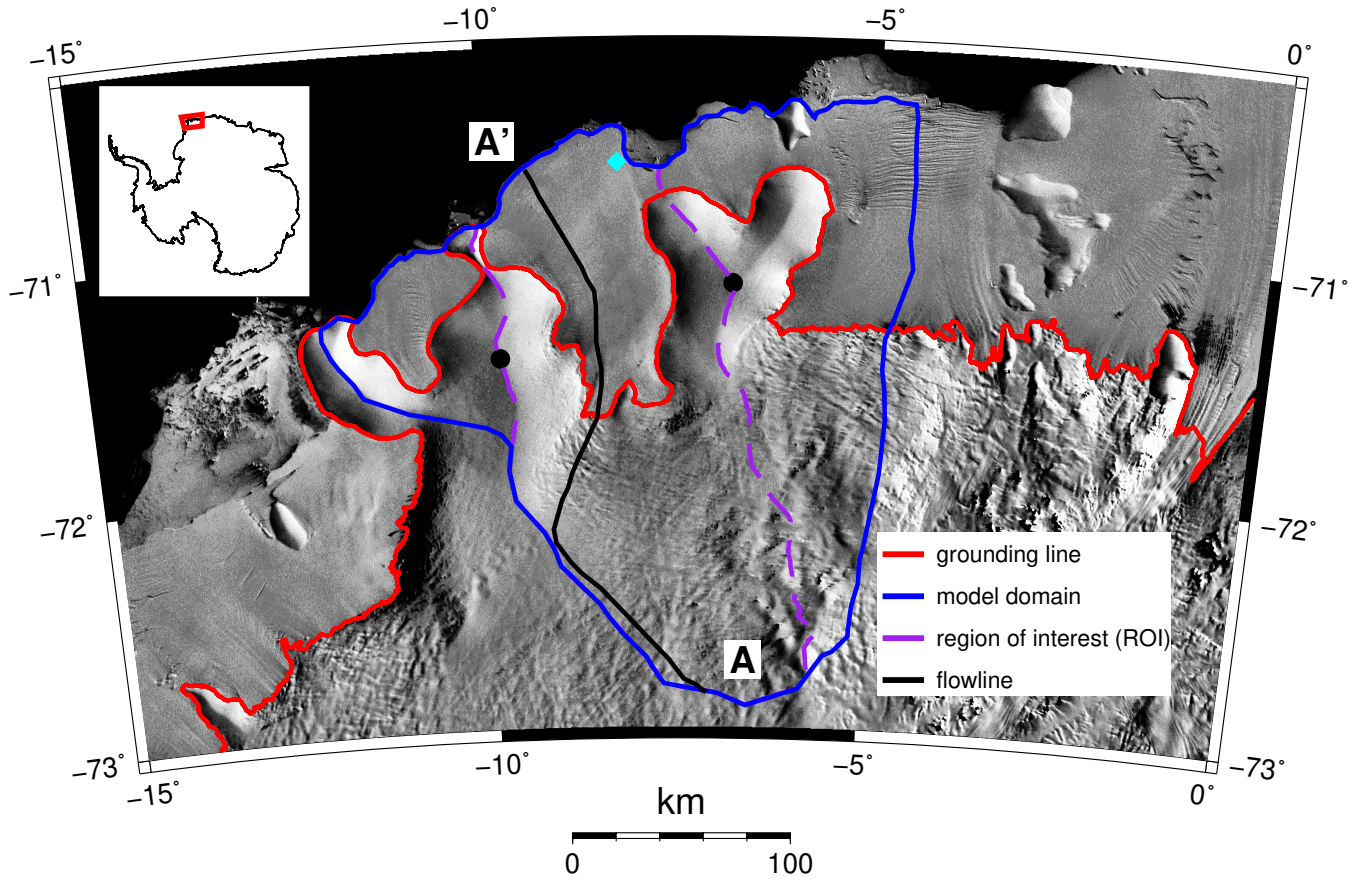 −10˚
−5˚
−15˚
0˚
A’
−71˚
−71˚
−72˚
−72˚
grounding line
model domain
region of interest (ROI)
flowline
A
−73˚
−73˚
−15˚
−10˚
−5˚
0˚
km
0
100